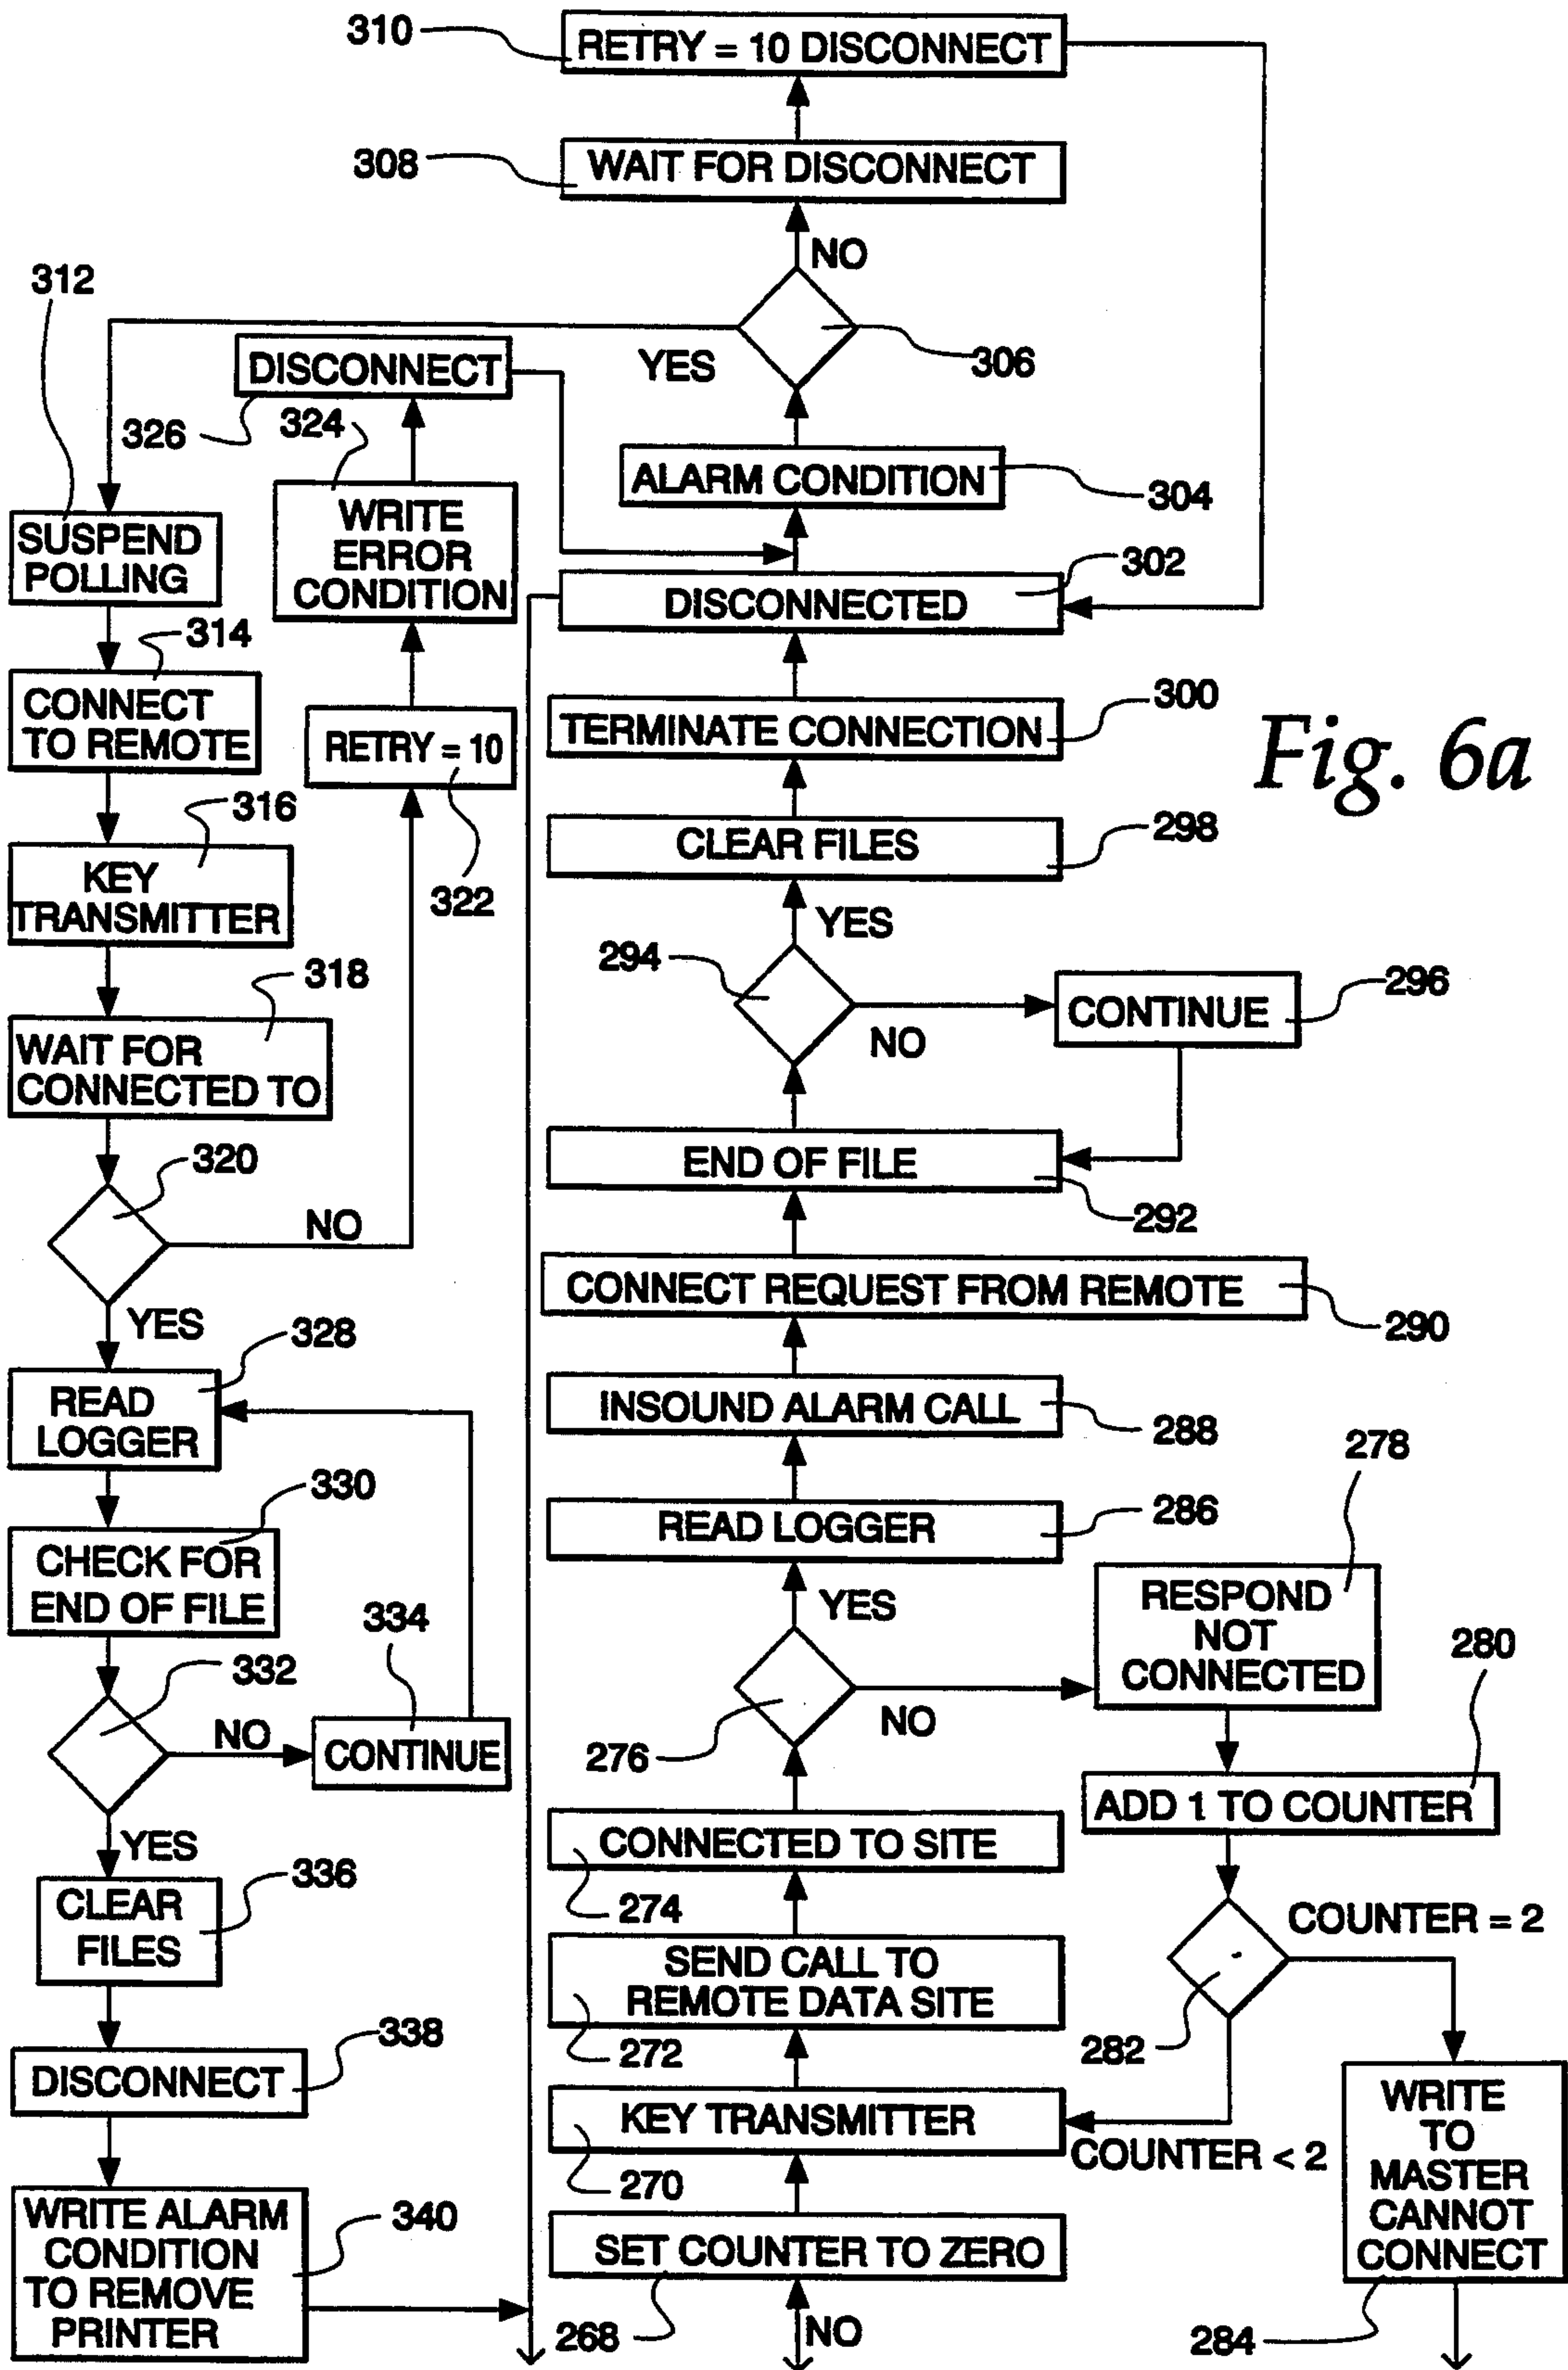 310
RETRY = 10 DISCONNECT
308
WAIT FOR DISCONNECT
NO
312
306
YES
DISCONNECT
326
324
ALARM CONDITION
304
SUSPEND
POLLING
WRITE
ERROR
CONDITION
302
DISCONNECTED
314
CONNECT
TO REMOTE
300
TERMINATE CONNECTION
RETRY = 10
Fig. 6a
316
KEY
TRANSMITTER
322
298
CLEAR FILES
YES
294
318
WAIT FOR
CONNECTED TO
296
CONTINUE
NO
320
NO
END OF FILE
292
CONNECT REQUEST FROM REMOTE
290
YES
328
READ
LOGGER
INSOUND ALARM CALL
288
278
330
CHECK FOR
END OF FILE
READ LOGGER
286
YES
RESPOND
NOT
CONNECTED
334
280
332
NO
CONTINUE
276
NO
ADD 1 TO COUNTER
YES
CONNECTED TO SITE
274
336
CLEAR
FILES
COUNTER = 2
SEND CALL TO
REMOTE DATA SITE
272
282
338
DISCONNECT
KEY TRANSMITTER
270
COUNTER < 2
WRITE
TO
MASTER
CANNOT
CONNECT
WRITE ALARM
CONDITION
TO REMOVE
PRINTER
340
SET COUNTER TO ZERO
268
NO
284